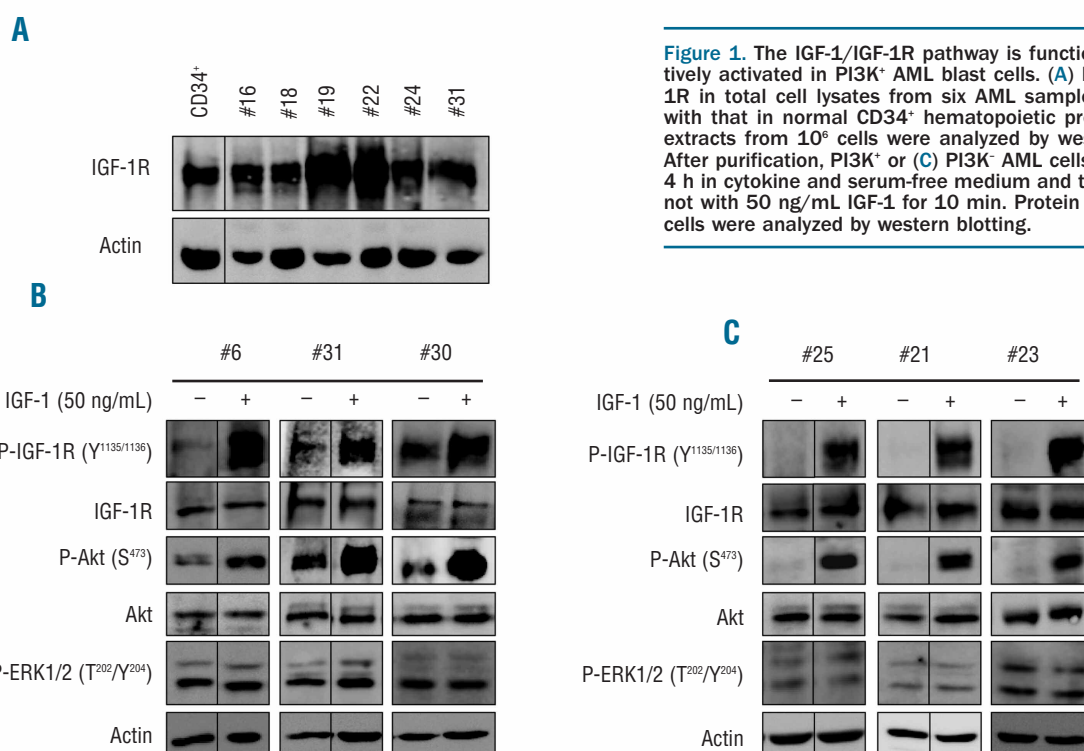 A
CD34⁺
#16
#18
#19
#22
#24
#31
IGF-1R
Actin
Figure 1. The IGF-1/IGF-1R pathway is functio
tively activated in PI3K⁺ AML blast cells. (A)
1R in total cell lysates from six AML sample
with that in normal CD34⁺ hematopoietic pro
extracts from 10⁶ cells were analyzed by wes
After purification, PI3K⁺ or (C) PI3K⁻ AML cells
4 h in cytokine and serum-free medium and t
not with 50 ng/mL IGF-1 for 10 min. Protein
cells were analyzed by western blotting.
B
#6 #31 #30
IGF-1 (50 ng/mL) – + – + – +
P-IGF-1R (Y¹¹³⁵/¹¹³⁶)
IGF-1R
P-Akt (S⁴⁷³)
Akt
P-ERK1/2 (T²⁰²/Y²⁰⁴)
Actin
C
#25 #21 #23
IGF-1 (50 ng/mL) – + – + – +
P-IGF-1R (Y¹¹³⁵/¹¹³⁶)
IGF-1R
P-Akt (S⁴⁷³)
Akt
P-ERK1/2 (T²⁰²/Y²⁰⁴)
Actin